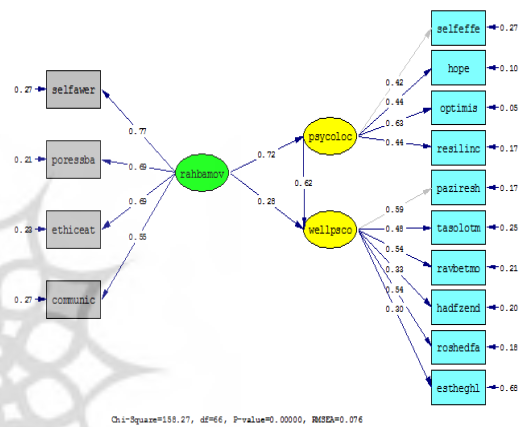 selfeffe 0.27
hope 0.10
optimis 0.05
resilinc 0.17
paziresh 0.17
tasolotm 0.25
ravbetmo 0.21
hadfzend 0.20
roshedfa 0.18
estheghl 0.68
0.27 selfawer
0.21 poressba
0.23 ethiceat
0.27 communic
0.77
0.69
0.69
0.55
rahbamov
0.72
0.28
psycoloc
0.62
wellpsco
0.42
0.44
0.63
0.44
0.59
0.48
0.54
0.33
0.54
0.30
Chi-Square=158.27, df=66, P-value=0.00000, RMSEA=0.076